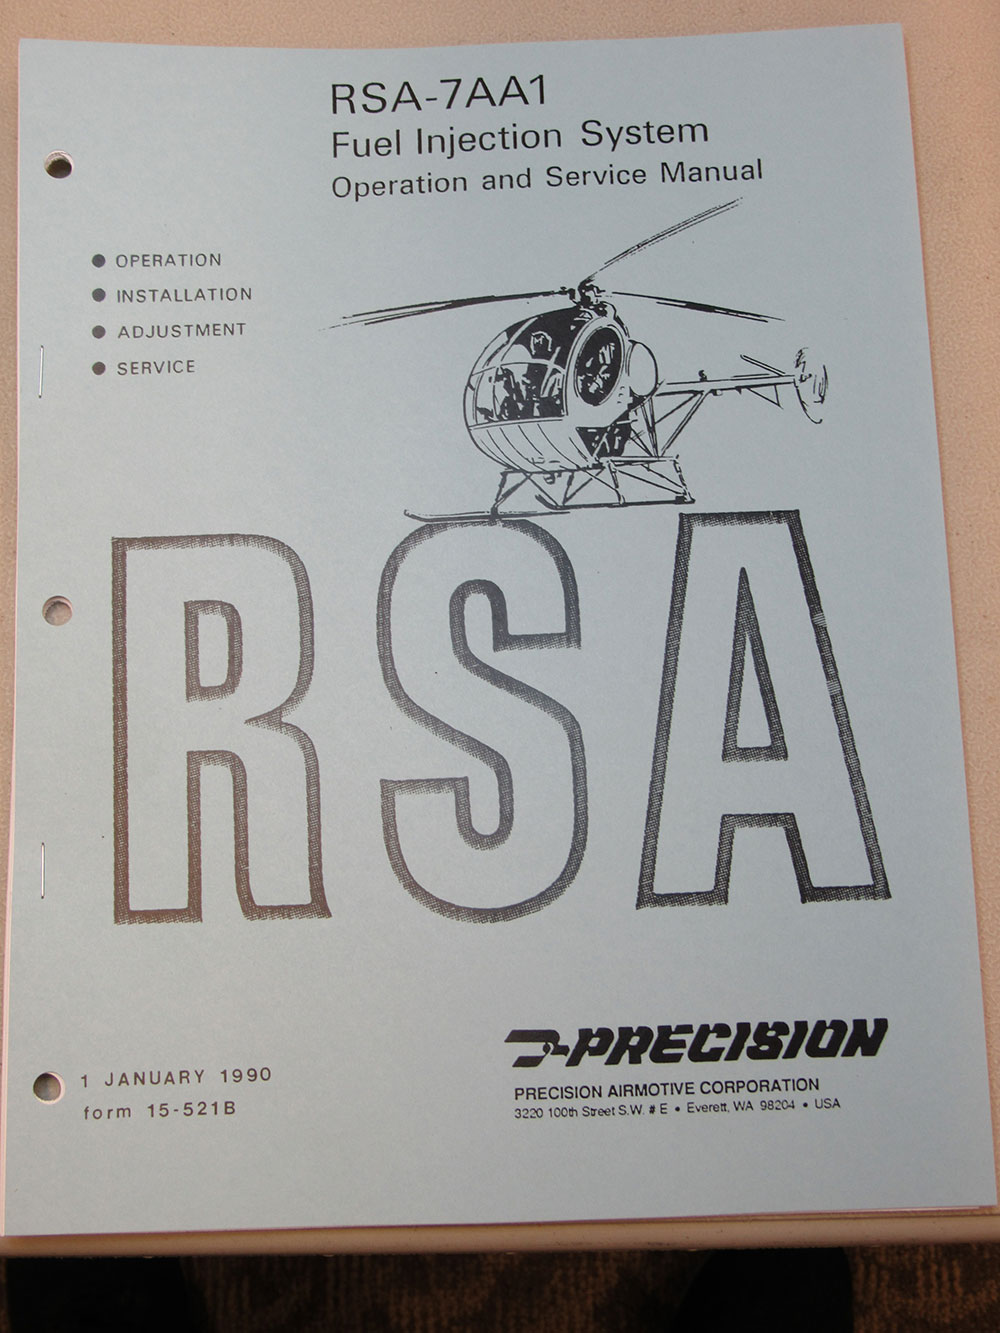 RSA-7AA1
Fuel Injection System
Operation and Service Manual
● OPERATION
● INSTALLATION
● ADJUSTMENT
● SERVICE
RSA
PRECISION
PRECISION AIRMOTIVE CORPORATION
3220 100th Street S.W. # E • Everett, WA 98204 • USA
1 JANUARY 1990
form 15-521B